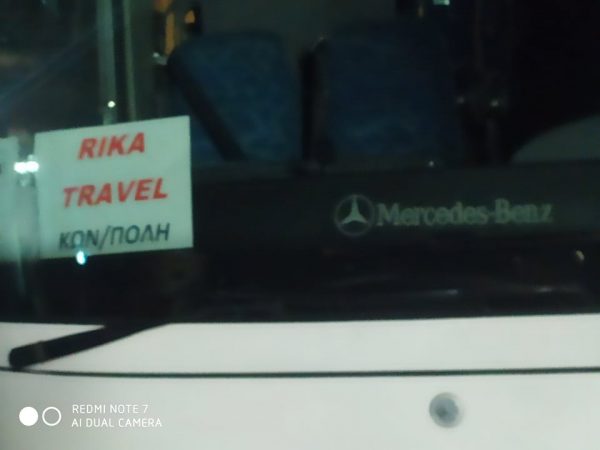 RIKA
TRAVEL
ΚΩΝ/ΠΟΛΗ
Mercedes-Benz
REDMI NOTE 7
AI DUAL CAMERA